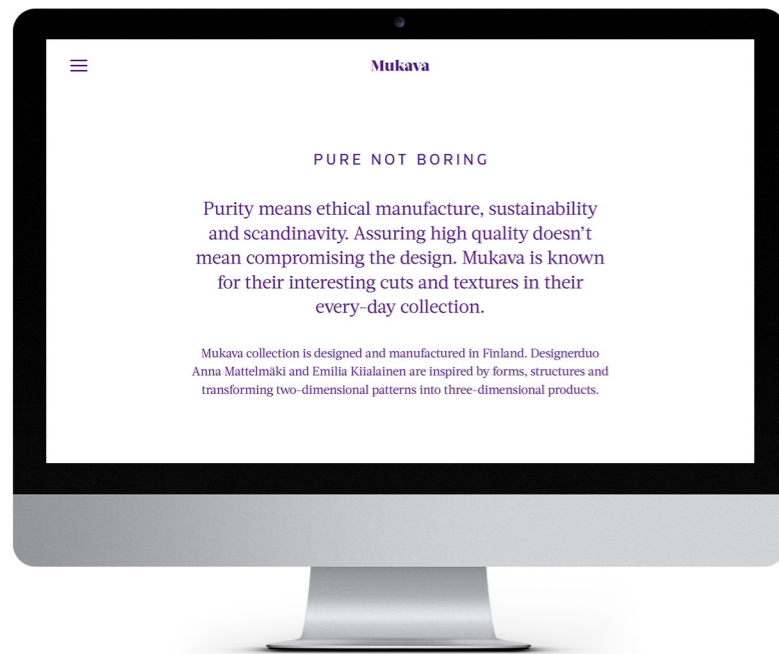 Mukava
PURE NOT BORING
Purity means ethical manufacture, sustainability
and scandinavity. Assuring high quality doesn’t
mean compromising the design. Mukava is known
for their interesting cuts and textures in their
every-day collection.
Mukava collection is designed and manufactured in Finland. Designerduo
Anna Mattelmäki and Emilia Kiialainen are inspired by forms, structures and
transforming two-dimensional patterns into three-dimensional products.